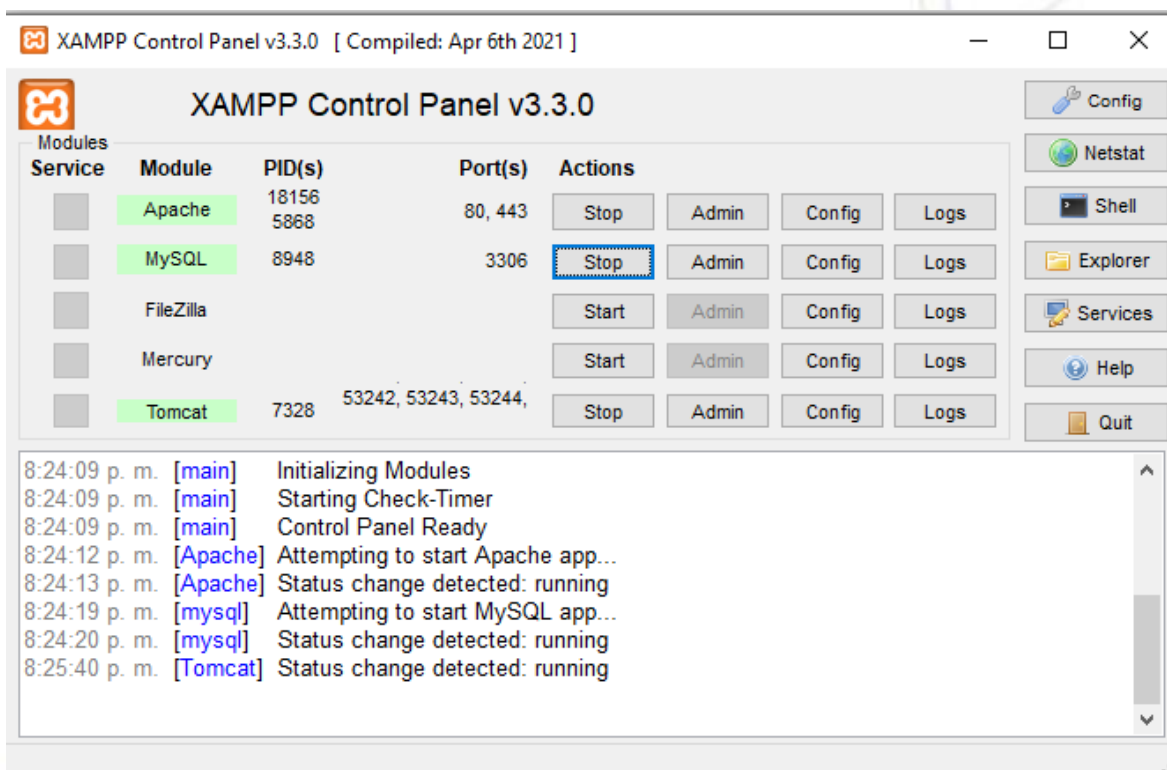 XAMPP Control Panel v3.3.0 [ Compiled: Apr 6th 2021 ]
XAMPP Control Panel v3.3.0
Config
Netstat
Shell
Explorer
Services
Help
Quit
Modules
Service Module PID(s) Port(s) Actions
Apache 18156 5868 80, 443 Stop Admin Config Logs
MySQL 8948 3306 Stop Admin Config Logs
FileZilla Start Admin Config Logs
Mercury Start Admin Config Logs
Tomcat 7328 53242, 53243, 53244, Stop Admin Config Logs
8:24:09 p. m. [main] Initializing Modules
8:24:09 p. m. [main] Starting Check-Timer
8:24:09 p. m. [main] Control Panel Ready
8:24:12 p. m. [Apache] Attempting to start Apache app...
8:24:13 p. m. [Apache] Status change detected: running
8:24:19 p. m. [mysql] Attempting to start MySQL app...
8:24:20 p. m. [mysql] Status change detected: running
8:25:40 p. m. [Tomcat] Status change detected: running